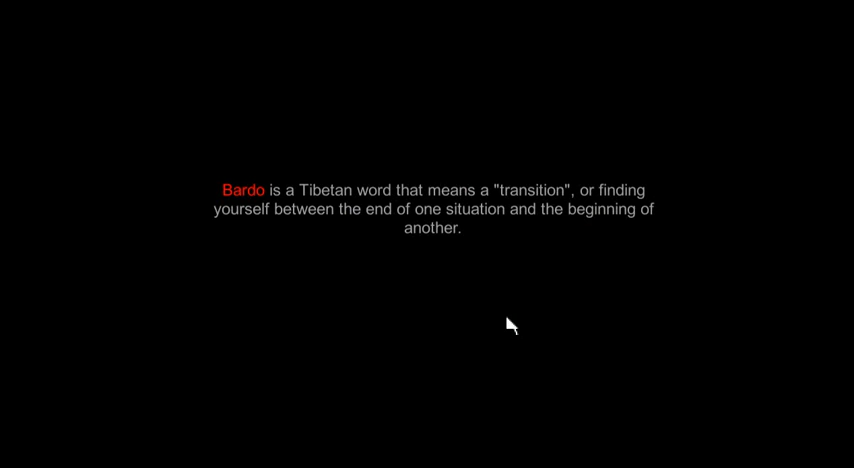 Bardo is a Tibetan word that means a "transition", or finding
yourself between the end of one situation and the beginning of
another.